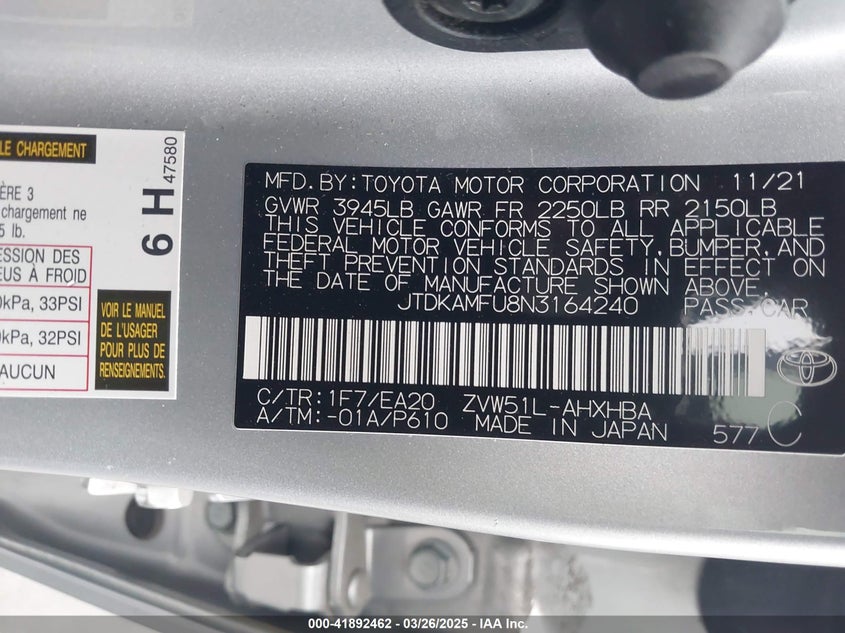 LE CHARGEMENT
ÈRE 3
chargement ne
5 lb.
ESSION DES
EUS À FROID
0kPa, 33PSI
0kPa, 32PSI
AUCUN
VOIR LE MANUEL
DE L'USAGER
POUR PLUS DE
RENSEIGNEMENTS.
6 H 47580
MFD. BY: TOYOTA MOTOR CORPORATION 11/21
GVWR 3945LB GAWR FR 2250LB RR 2150LB
THIS VEHICLE CONFORMS TO ALL APPLICABLE
FEDERAL MOTOR VEHICLE SAFETY, BUMPER, AND
THEFT PREVENTION STANDARDS IN EFFECT ON
THE DATE OF MANUFACTURE SHOWN ABOVE.
JTDKAMFU8N3164240 PASS. CAR
C/TR: 1F7/EA20 ZVW51L-AHXHBA
A/TM: -01A/P610 MADE IN JAPAN 577 C
000-41892462 - 03/26/2025 - IAA Inc.